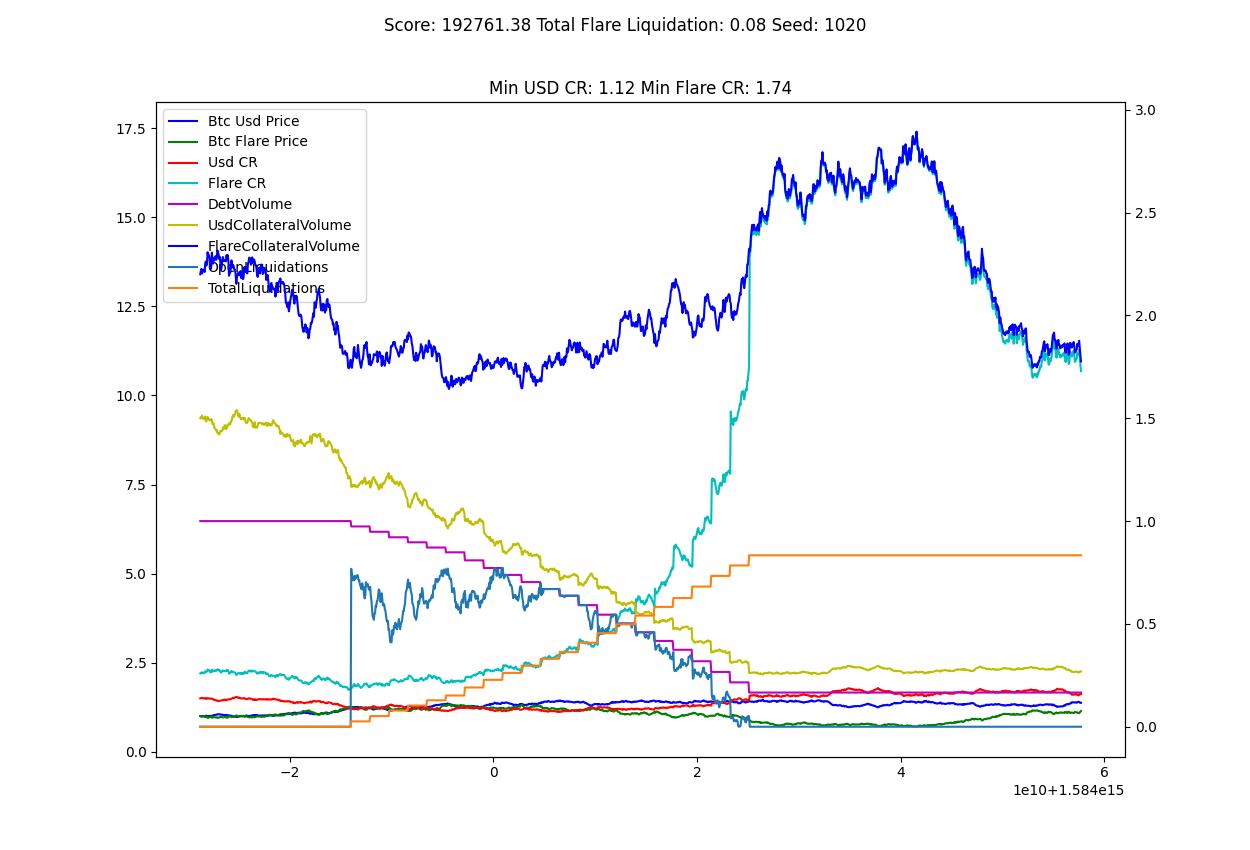 Score: 192761.38 Total Flare Liquidation: 0.08 Seed: 1020
Min USD CR: 1.12 Min Flare CR: 1.74
Btc Usd Price
Btc Flare Price
Usd CR
Flare CR
DebtVolume
UsdCollateralVolume
FlareCollateralVolume
OpenLiquidations
TotalLiquidations
17.5
15.0
12.5
10.0
7.5
5.0
2.5
0.0
3.0
2.5
2.0
1.5
1.0
0.5
0.0
−2
0
2
4
6
1e10+1.584e15